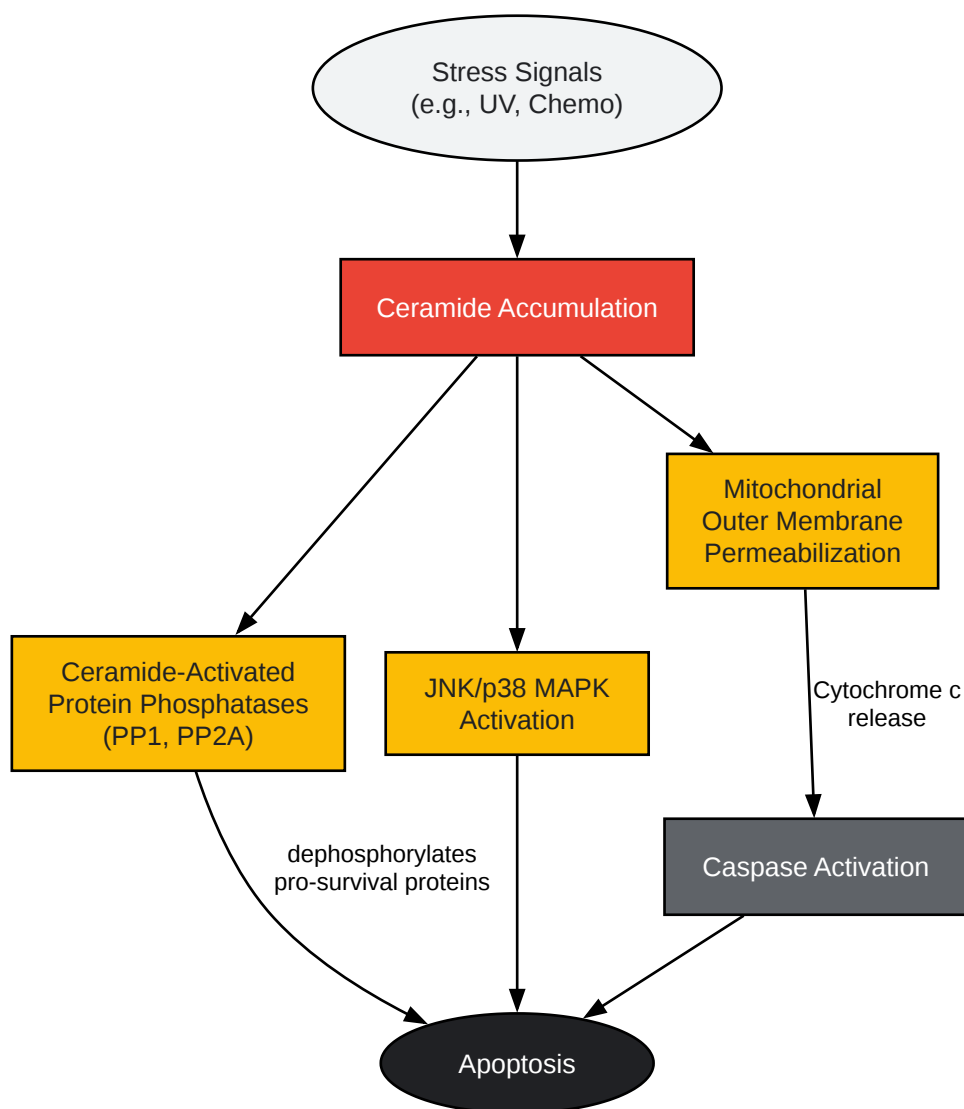 Stress Signals
(e.g., UV, Chemo)
Ceramide Accumulation
Mitochondrial
Outer Membrane
Permeabilization
Ceramide-Activated
Protein Phosphatases
(PP1, PP2A)
JNK/p38 MAPK
Activation
Cytochrome c
release
dephosphorylates
pro-survival proteins
Caspase Activation
Apoptosis